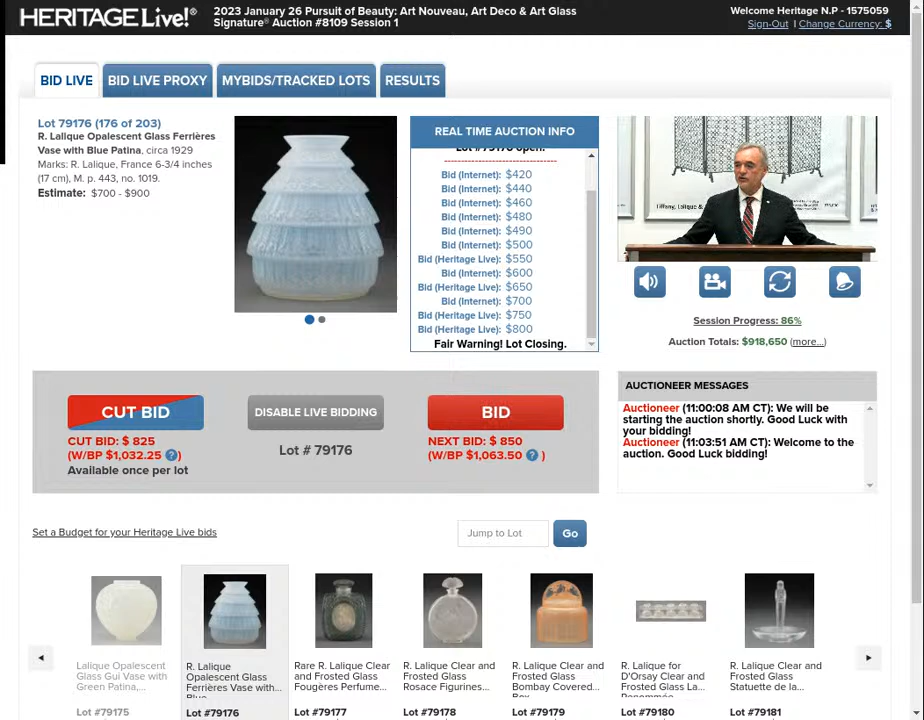 HERITAGE Live!®
2023 January 26 Pursuit of Beauty: Art Nouveau, Art Deco & Art Glass
Signature® Auction #8109 Session 1
Welcome Heritage N.P - 1575059
Sign-Out | Change Currency: $
BID LIVE
BID LIVE PROXY
MYBIDS/TRACKED LOTS
RESULTS
Lot 79176 (176 of 203)
R. Lalique Opalescent Glass Ferrières
Vase with Blue Patina, circa 1929
Marks: R. Lalique, France 6-3/4 inches
(17 cm), M. p. 443, no. 1019.
Estimate: $700 - $900
REAL TIME AUCTION INFO
Lot #79176 open!
Bid (Internet): $420
Bid (Internet): $440
Bid (Internet): $460
Bid (Internet): $480
Bid (Internet): $490
Bid (Internet): $500
Bid (Heritage Live): $550
Bid (Internet): $600
Bid (Heritage Live): $650
Bid (Internet): $700
Bid (Heritage Live): $750
Bid (Heritage Live): $800
Fair Warning! Lot Closing.
Tiffany, Lalique &
Session Progress: 86%
Auction Totals: $918,650 (more...)
CUT BID
CUT BID: $ 825
(W/BP $1,032.25 ? )
Available once per lot
DISABLE LIVE BIDDING
Lot # 79176
BID
NEXT BID: $ 850
(W/BP $1,063.50 ? )
AUCTIONEER MESSAGES
Auctioneer (11:00:08 AM CT): We will be
starting the auction shortly. Good Luck with
your bidding!
Auctioneer (11:03:51 AM CT): Welcome to the
auction. Good Luck bidding!
Set a Budget for your Heritage Live bids
Jump to Lot
Go
Lalique Opalescent
Glass Gui Vase with
Green Patina,...
Lot #79175
R. Lalique
Opalescent Glass
Ferrières Vase with...
Blue
Lot #79176
Rare R. Lalique Clear
and Frosted Glass
Fougères Perfume...
Lot #79177
R. Lalique Clear and
Frosted Glass
Rosace Figurines...
Lot #79178
R. Lalique Clear and
Frosted Glass
Bombay Covered...
Box
Lot #79179
R. Lalique for
D'Orsay Clear and
Frosted Glass La...
Renommée
Lot #79180
R. Lalique Clear and
Frosted Glass
Statuette de la...
Lot #79181